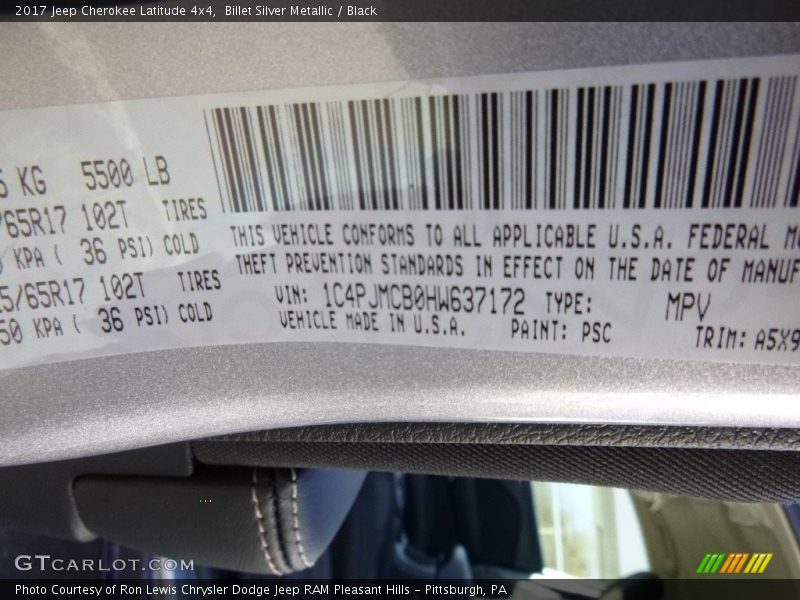 2017 Jeep Cherokee Latitude 4x4, Billet Silver Metallic / Black
KG 5500 LB
/65R17 102T TIRES
KPA ( 36 PSI) COLD
5/65R17 102T TIRES
50 KPA ( 36 PSI) COLD
THIS VEHICLE CONFORMS TO ALL APPLICABLE U.S.A. FEDERAL M
THEFT PREVENTION STANDARDS IN EFFECT ON THE DATE OF MANUF
VIN: 1C4PJMCB0HW637172 TYPE: MPV
VEHICLE MADE IN U.S.A. PAINT: PSC TRIM: A5X9
GTCARLOT.COM
Photo Courtesy of Ron Lewis Chrysler Dodge Jeep RAM Pleasant Hills - Pittsburgh, PA